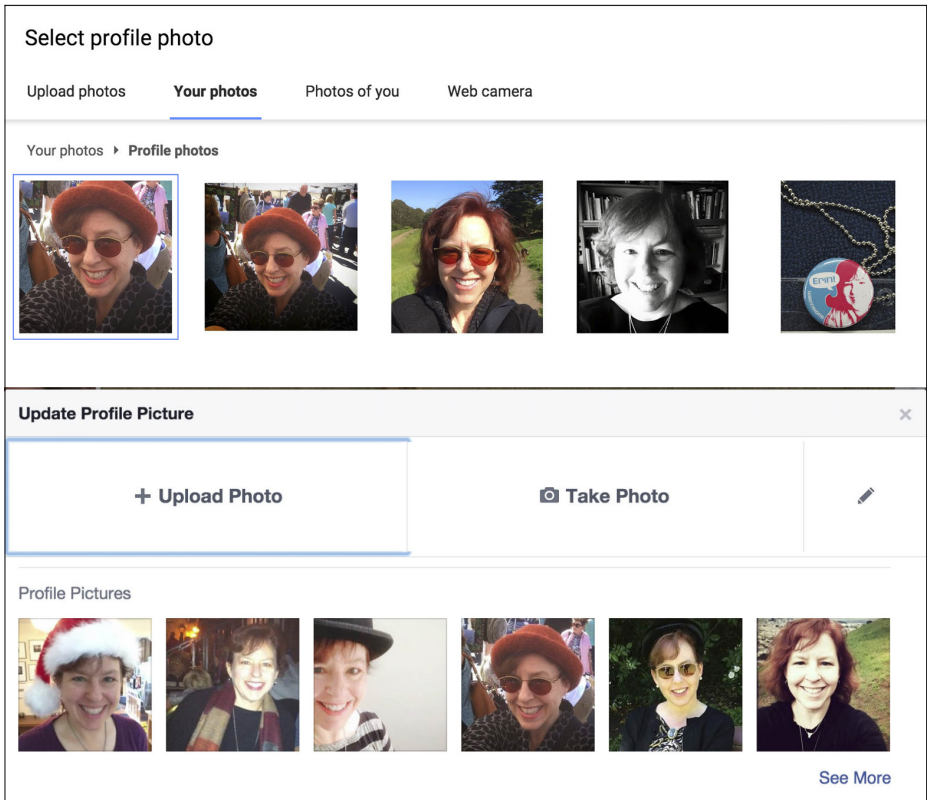 Select profile photo
Upload photos Your photos Photos of you Web camera
Your photos Profile photos
Erin!
Update Profile Picture
Upload Photo Take Photo
Profile Pictures
See More